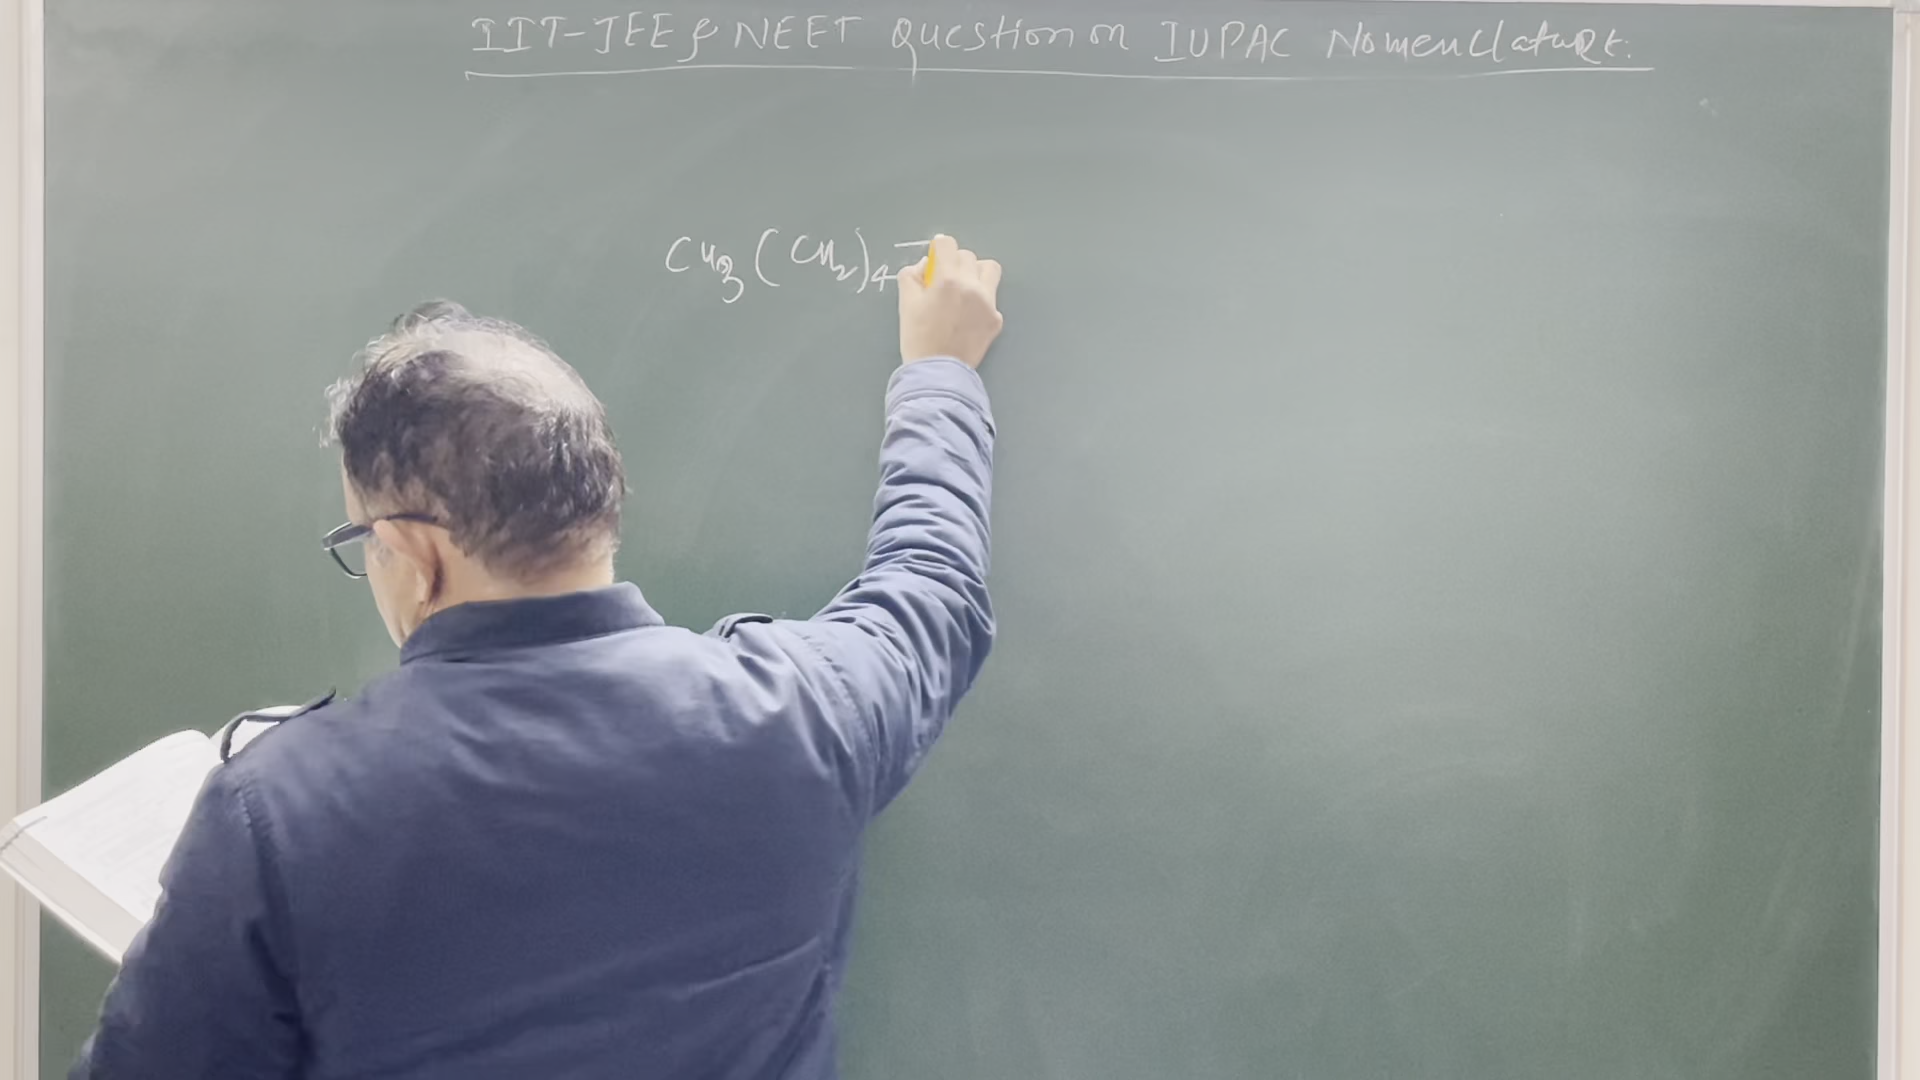 IIT-JEE & NEET Question on IUPAC Nomenclature.
CH3(CH2)4-